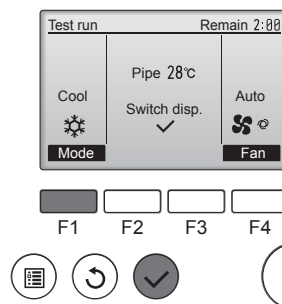 Test run Remain 2:00
Pipe 28℃
Cool Auto
Switch disp.
Mode Fan
F1 F2 F3 F4